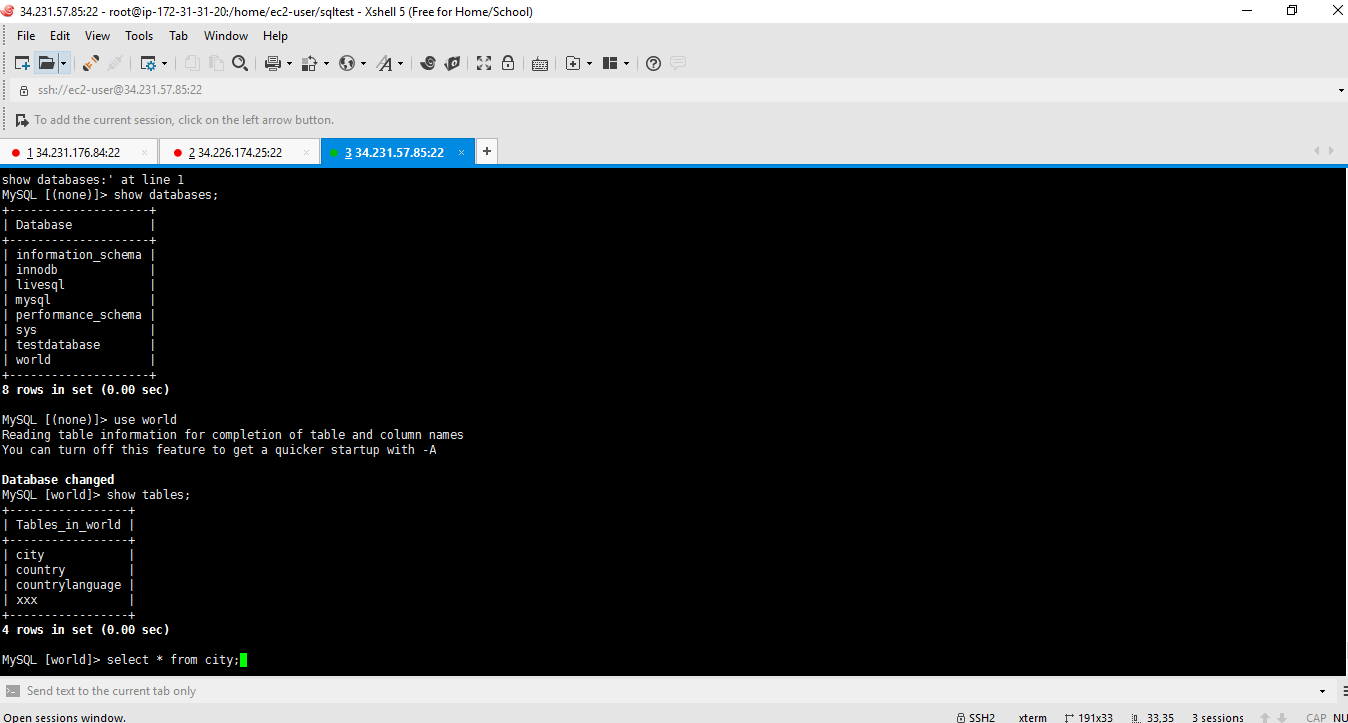 34.231.57.85:22 - root@ip-172-31-31-20:/home/ec2-user/sqltest - Xshell 5 (Free for Home/School)
File Edit View Tools Tab Window Help
ssh://ec2-user@34.231.57.85:22
To add the current session, click on the left arrow button.
1 34.231.176.84:22 × 2 34.226.174.25:22 × 3 34.231.57.85:22 × +
show databases:' at line 1
MySQL [(none)]> show databases;
+--------------------+
| Database           |
+--------------------+
| information_schema |
| innodb             |
| livesql            |
| mysql              |
| performance_schema |
| sys                |
| testdatabase       |
| world              |
+--------------------+
8 rows in set (0.00 sec)
MySQL [(none)]> use world
Reading table information for completion of table and column names
You can turn off this feature to get a quicker startup with -A
Database changed
MySQL [world]> show tables;
+-----------------+
| Tables_in_world |
+-----------------+
| city            |
| country         |
| countrylanguage |
| xxx             |
+-----------------+
4 rows in set (0.00 sec)
MySQL [world]> select * from city;
Send text to the current tab only
Open sessions window. SSH2 xterm 191x33 33,35 3 sessions CAP NU